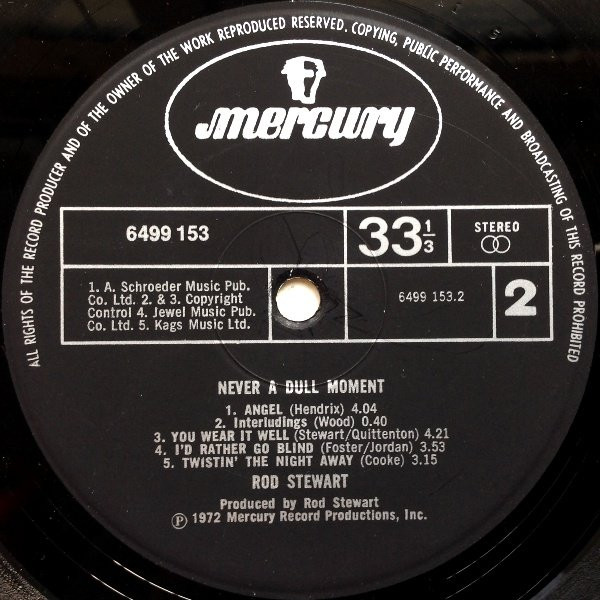 ALL RIGHTS OF THE RECORD PRODUCER AND OF THE OWNER OF THE WORK REPRODUCED RESERVED. COPYING, PUBLIC PERFORMANCE AND BROADCASTING OF THIS RECORD PROHIBITED
mercury
6499 153
33 1/3
STEREO
1. A. Schroeder Music Pub.
Co. Ltd. 2. & 3. Copyright
Control 4. Jewel Music Pub.
Co. Ltd. 5. Kags Music Ltd.
6499 153.2
2
NEVER A DULL MOMENT
1. ANGEL (Hendrix) 4.04
2. Interludings (Wood) 0.40
3. YOU WEAR IT WELL (Stewart/Quittenton) 4.21
4. I'D RATHER GO BLIND (Foster/Jordan) 3.53
5. TWISTIN' THE NIGHT AWAY (Cooke) 3.15
ROD STEWART
Produced by Rod Stewart
℗ 1972 Mercury Record Productions, Inc.